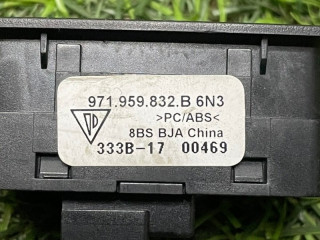 971.959.832.B 6N3
>PC/ABS<
8BS BJA China
333B-17 00469